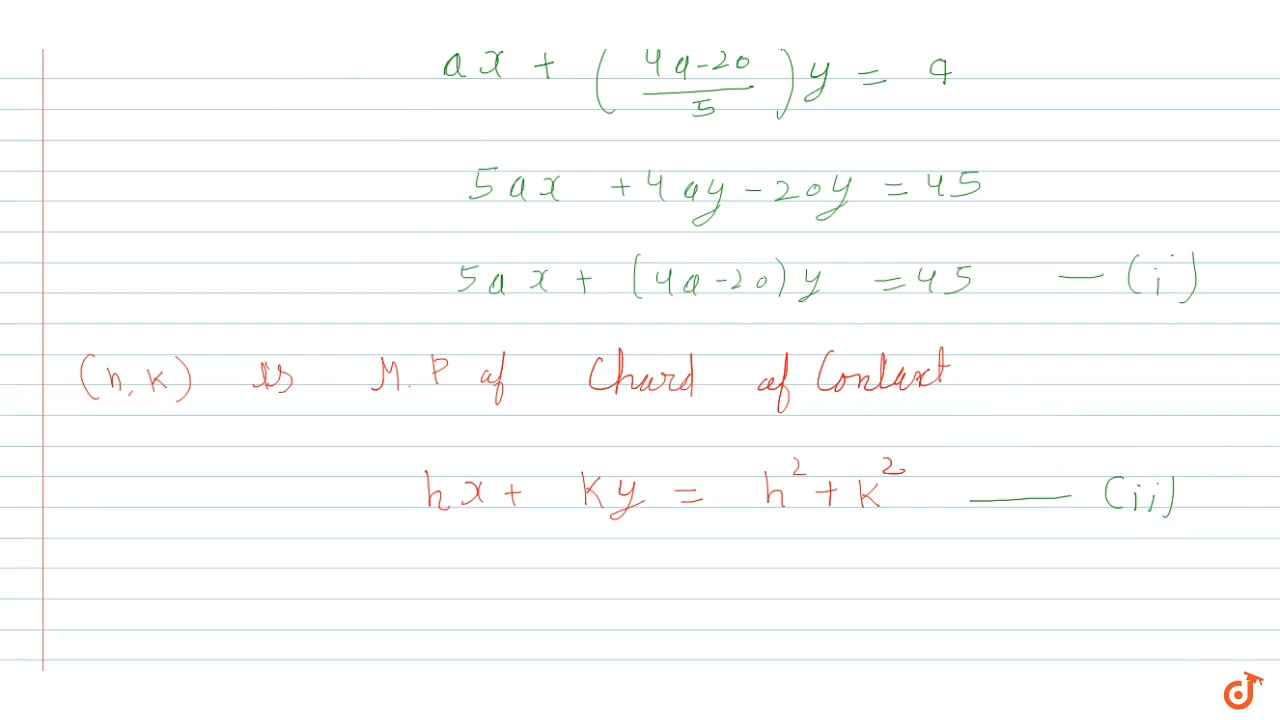 ax + (4a-20/5)y = 9
5ax + 4ay - 20y = 45
5ax + (4a-20)y = 45 — (i)
(h,k) is M.P of Chord of Contact
hx + ky = h² + k² — (ii)